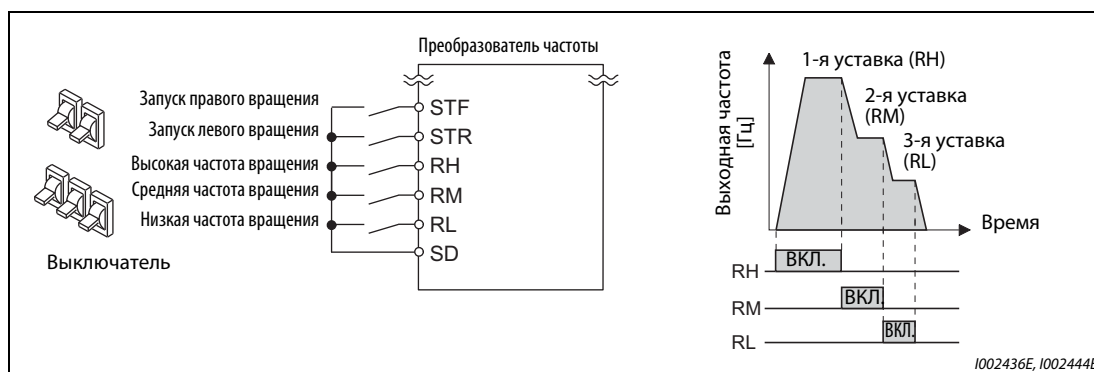 Преобразователь частоты
Запуск правого вращения
STF
Запуск левого вращения
STR
Высокая частота вращения
RH
Средняя частота вращения
RM
Низкая частота вращения
RL
SD
Выключатель
Выходная частота
[Гц]
1-я уставка (RH)
2-я уставка
(RM)
3-я уставка
(RL)
Время
RH
ВКЛ.
RM
ВКЛ.
RL
ВКЛ.
I002436E, I002444E